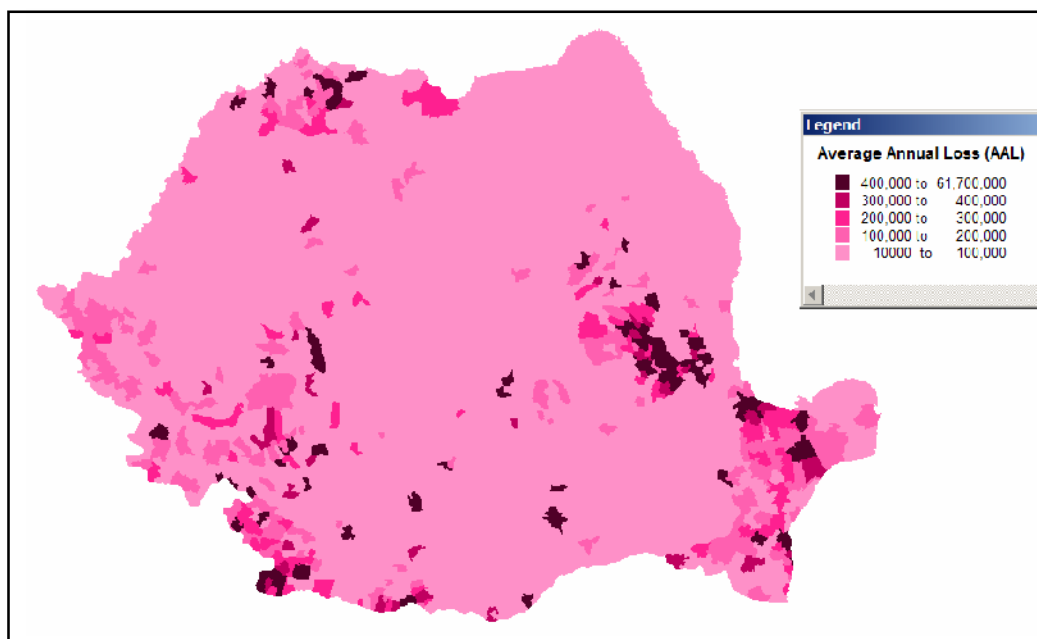 Legend
Average Annual Loss (AAL)
400,000 to 61,700,000
300,000 to 400,000
200,000 to 300,000
100,000 to 200,000
10000 to 100,000